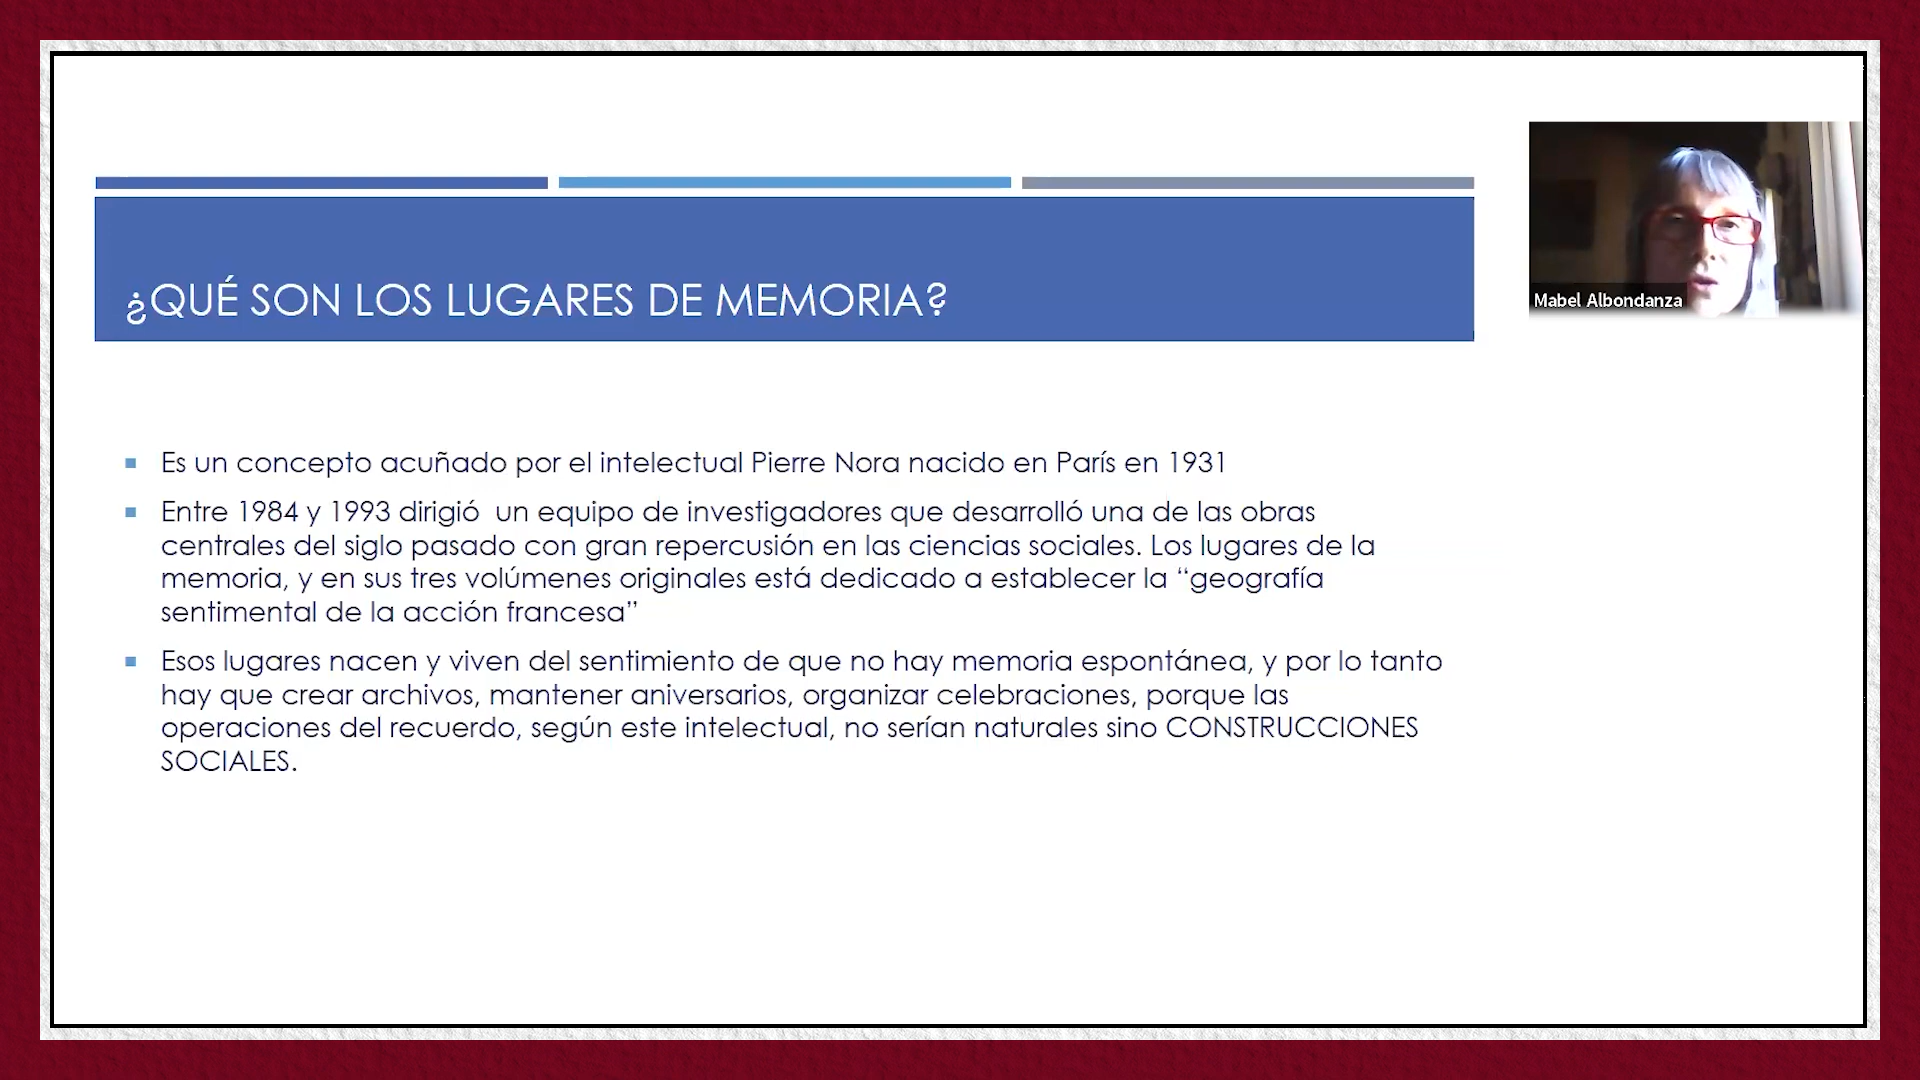 ¿QUÉ SON LOS LUGARES DE MEMORIA?
Mabel Albondanza
Es un concepto acuñado por el intelectual Pierre Nora nacido en París en 1931
Entre 1984 y 1993 dirigió  un equipo de investigadores que desarrolló una de las obras
centrales del siglo pasado con gran repercusión en las ciencias sociales. Los lugares de la
memoria, y en sus tres volúmenes originales está dedicado a establecer la “geografía
sentimental de la acción francesa”
Esos lugares nacen y viven del sentimiento de que no hay memoria espontánea, y por lo tanto
hay que crear archivos, mantener aniversarios, organizar celebraciones, porque las
operaciones del recuerdo, según este intelectual, no serían naturales sino CONSTRUCCIONES
SOCIALES.